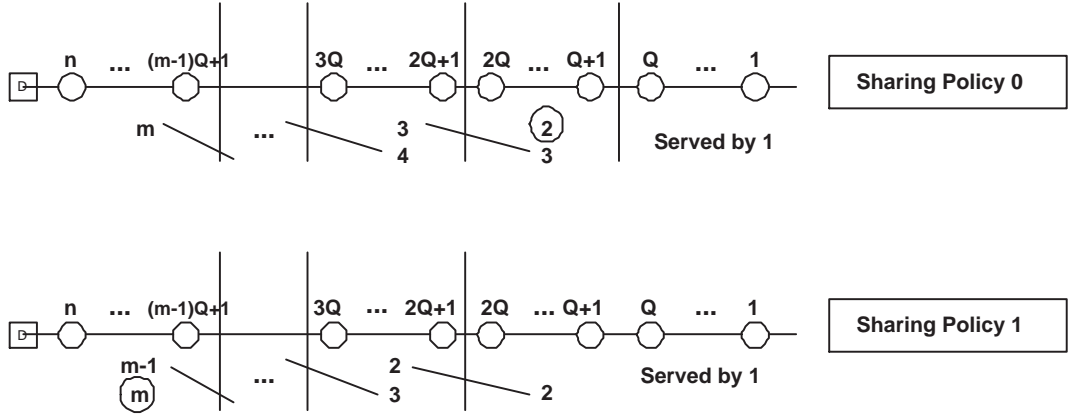 n ... (m-1)Q+1 3Q ... 2Q+1 2Q ... Q+1 Q ... 1
D
Sharing Policy 0
m ... 3 2 Served by 1
4 3
n ... (m-1)Q+1 3Q ... 2Q+1 2Q ... Q+1 Q ... 1
D
Sharing Policy 1
m-1 ... 2 Served by 1
m 3 2